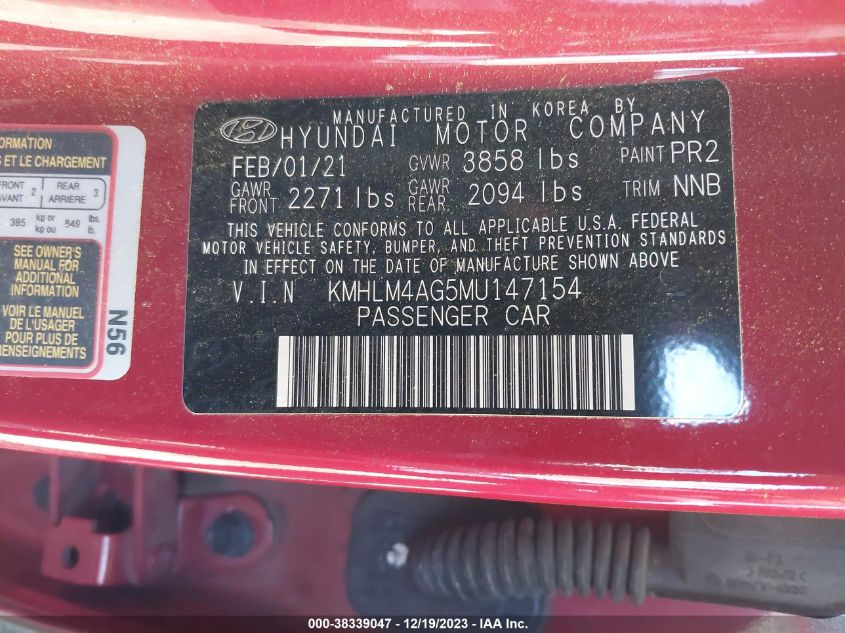 MANUFACTURED IN KOREA BY
HYUNDAI MOTOR COMPANY
FEB/01/21 GVWR 3858 lbs PAINT PR2
GAWR FRONT 2271 lbs GAWR REAR. 2094 lbs TRIM NNB
THIS VEHICLE CONFORMS TO ALL APPLICABLE U.S.A. FEDERAL
MOTOR VEHICLE SAFETY, BUMPER, AND THEFT PREVENTION STANDARDS
IN EFFECT ON THE DATE OF MANUFACTURE SHOWN ABOVE
V.I.N KMHLM4AG5MU147154
PASSENGER CAR
ET LE CHARGEMENT
FRONT 2 REAR 3
ARRIÈRE
385 kg or kg ou 849 lbs. lb.
SEE OWNER'S
MANUAL FOR
ADDITIONAL
INFORMATION
VOIR LE MANUEL
DE L'USAGER
POUR PLUS DE
RENSEIGNEMENTS
N56
000-38339047 - 12/19/2023 - IAA Inc.